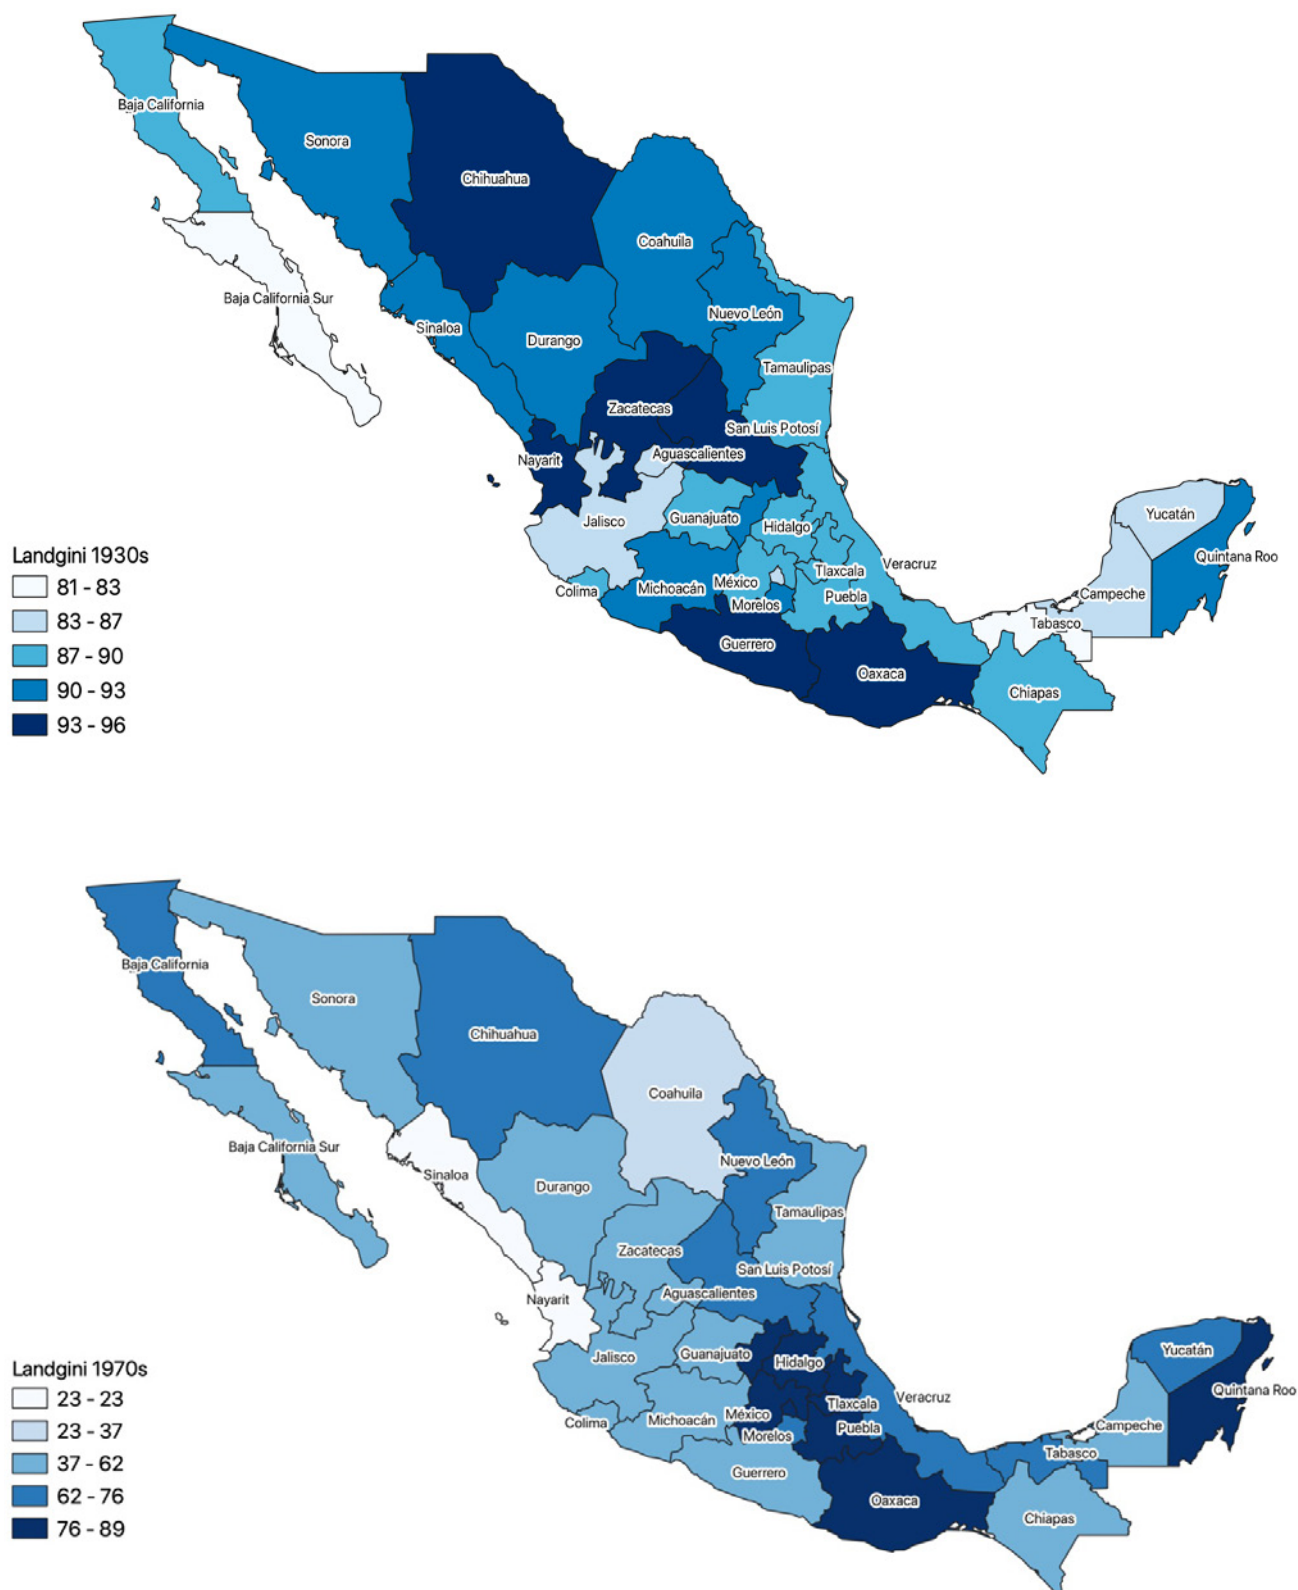 Baja California
Sonora
Chihuahua
Coahuila
Baja California Sur
Sinaloa
Nuevo León
Durango
Tamaulipas
Zacatecas
San Luis Potosí
Nayarit
Aguascalientes
Jalisco
Guanajuato
Hidalgo
Yucatán
Quintana Roo
Veracruz
Tlaxcala
México
Michoacán
Colima
Puebla
Campeche
Morelos
Tabasco
Guerrero
Oaxaca
Chiapas
Landgini 1930s
81 - 83
83 - 87
87 - 90
90 - 93
93 - 96
Baja California
Sonora
Chihuahua
Coahuila
Baja California Sur
Sinaloa
Nuevo León
Durango
Tamaulipas
Zacatecas
San Luis Potosí
Nayarit
Aguascalientes
Jalisco
Guanajuato
Hidalgo
Yucatán
Quintana Roo
Veracruz
Tlaxcala
México
Michoacán
Colima
Puebla
Campeche
Morelos
Tabasco
Guerrero
Oaxaca
Chiapas
Landgini 1970s
23 - 23
23 - 37
37 - 62
62 - 76
76 - 89